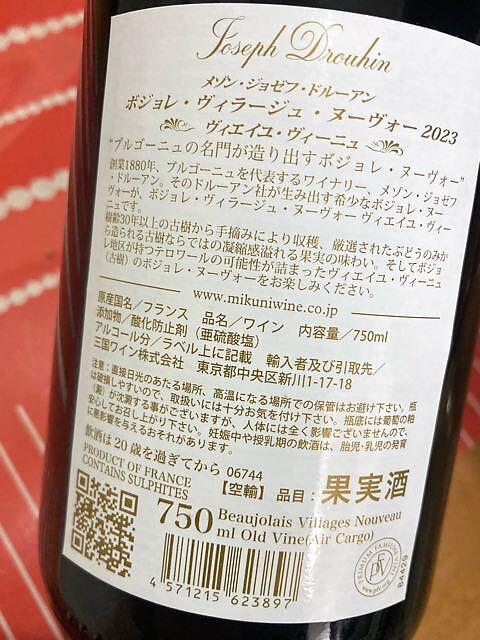 Joseph Drouhin
メゾン・ジョゼフ・ドルーアン
ボジョレ・ヴィラージュ・ヌーヴォー 2023
ヴィエイユ・ヴィーニュ
“ブルゴーニュの名門が造り出すボジョレ・ヌーヴォー”
創業1880年、ブルゴーニュを代表するワイナリー、メゾン・ジョゼフ
・ドルーアン。そのドルーアン社が生み出す希少なボジョレ・ヌー
ヴォーが、ボジョレ・ヴィラージュ・ヌーヴォー ヴィエイユ・ヴィー
ニュです。
樹齢30年以上の古樹から手摘みにより収穫、厳選されたぶどうのみか
ら造られる古樹ならではの凝縮感溢れる果実の味わい。そしてボジョ
レ地区が持つテロワールの可能性が詰まったヴィエイユ・ヴィーニュ
(古樹)のボジョレ・ヌーヴォーをお楽しみください。
www.mikuniwine.co.jp
原産国名／フランス 品名／ワイン 内容量／750ml
添加物／酸化防止剤（亜硫酸塩）
アルコール分／ラベル上に記載 輸入者及び引取先／
三国ワイン株式会社 東京都中央区新川1-17-18
注意：直接日光のあたる場所、高温になる場所での保管はお避け下さい。瓶
は破損しやすいので、取扱いには十分お気を付け下さい。瓶底には葡萄の粕
(澱)が沈澱する事がございますが、人体には全く影響ございませんので、
安心してお召し上がり下さい。妊娠中や授乳期の飲酒は、胎児・乳児の発育
に悪影響を与えるおそれがあります。
飲酒は20歳を過ぎてから 06744
PRODUCT OF FRANCE
CONTAINS SULPHITES
【空輸】 品目：果実酒
750 ml
Beaujolais Villages Nouveau
Old Vine(Air Cargo)
4 571215 623897
84429